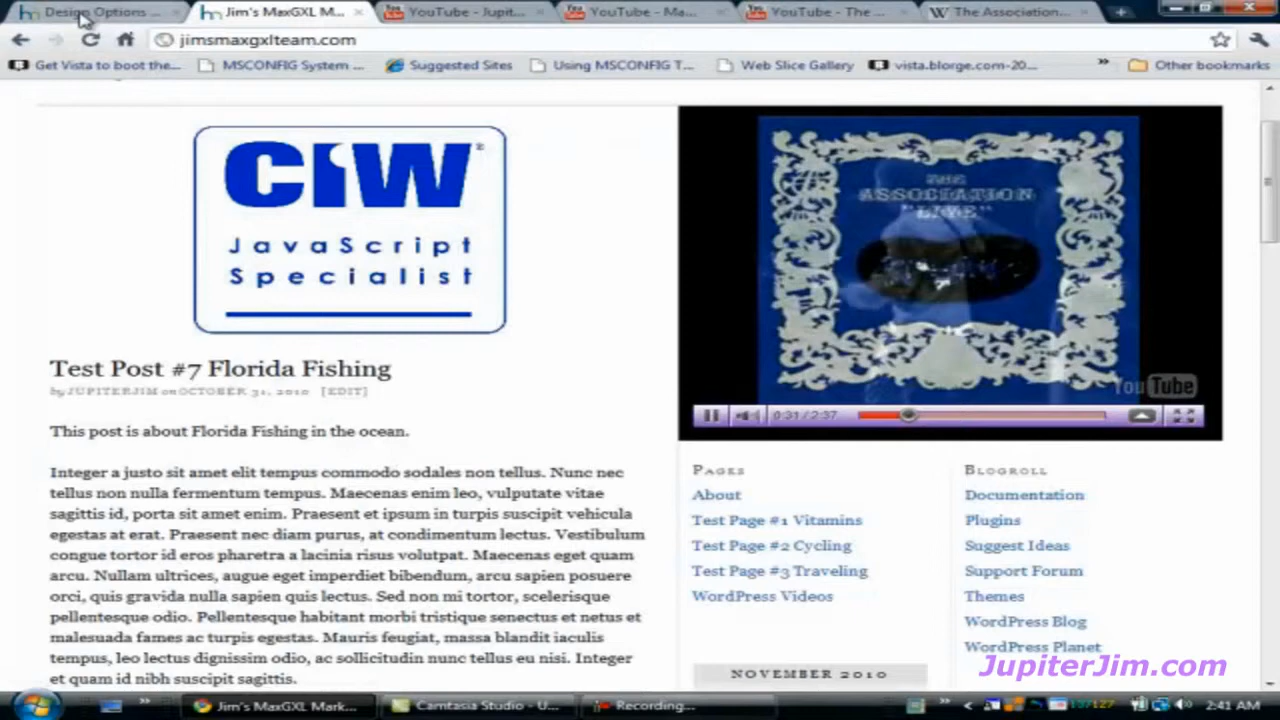 Design Options ...
Jim's MaxGXL M...
YouTube - Jupit...
YouTube - Ma...
YouTube - The ...
The Association...
jimsmaxgxlteam.com
Get Vista to boot the...
MSCONFIG System ...
Suggested Sites
Using MSCONFIG T...
Web Slice Gallery
vista.blorge.com-20...
Other bookmarks
CIW
JavaScript
Specialist
THE
ASSOCIATION
"LIVE"
YouTube
0:31 / 2:37
Test Post #7 Florida Fishing
by JUPITERJIM on OCTOBER 31, 2010 [EDIT]
This post is about Florida Fishing in the ocean.
Integer a justo sit amet elit tempus commodo sodales non tellus. Nunc nec
tellus non nulla fermentum tempus. Maecenas enim leo, vulputate vitae
sagittis id, porta sit amet enim. Praesent et ipsum in turpis suscipit vehicula
egestas at erat. Praesent nec diam purus, at condimentum lectus. Vestibulum
congue tortor id eros pharetra a lacinia risus volutpat. Maecenas eget quam
arcu. Nullam ultrices, augue eget imperdiet bibendum, arcu sapien posuere
orci, quis gravida nulla sapien quis lectus. Sed non mi tortor, scelerisque
pellentesque odio. Pellentesque habitant morbi tristique senectus et netus et
malesuada fames ac turpis egestas. Mauris feugiat, massa blandit iaculis
tempus, leo lectus dignissim odio, ac sollicitudin nunc tellus eu nisi. Integer
et quam id nibh suscipit sagittis.
Pages
About
Test Page #1 Vitamins
Test Page #2 Cycling
Test Page #3 Traveling
WordPress Videos
Blogroll
Documentation
Plugins
Suggest Ideas
Support Forum
Themes
WordPress Blog
WordPress Planet
NOVEMBER 2010
JupiterJim.com
Jim's MaxGXL Mark...
Camtasia Studio - U...
Recording...
2:41 AM